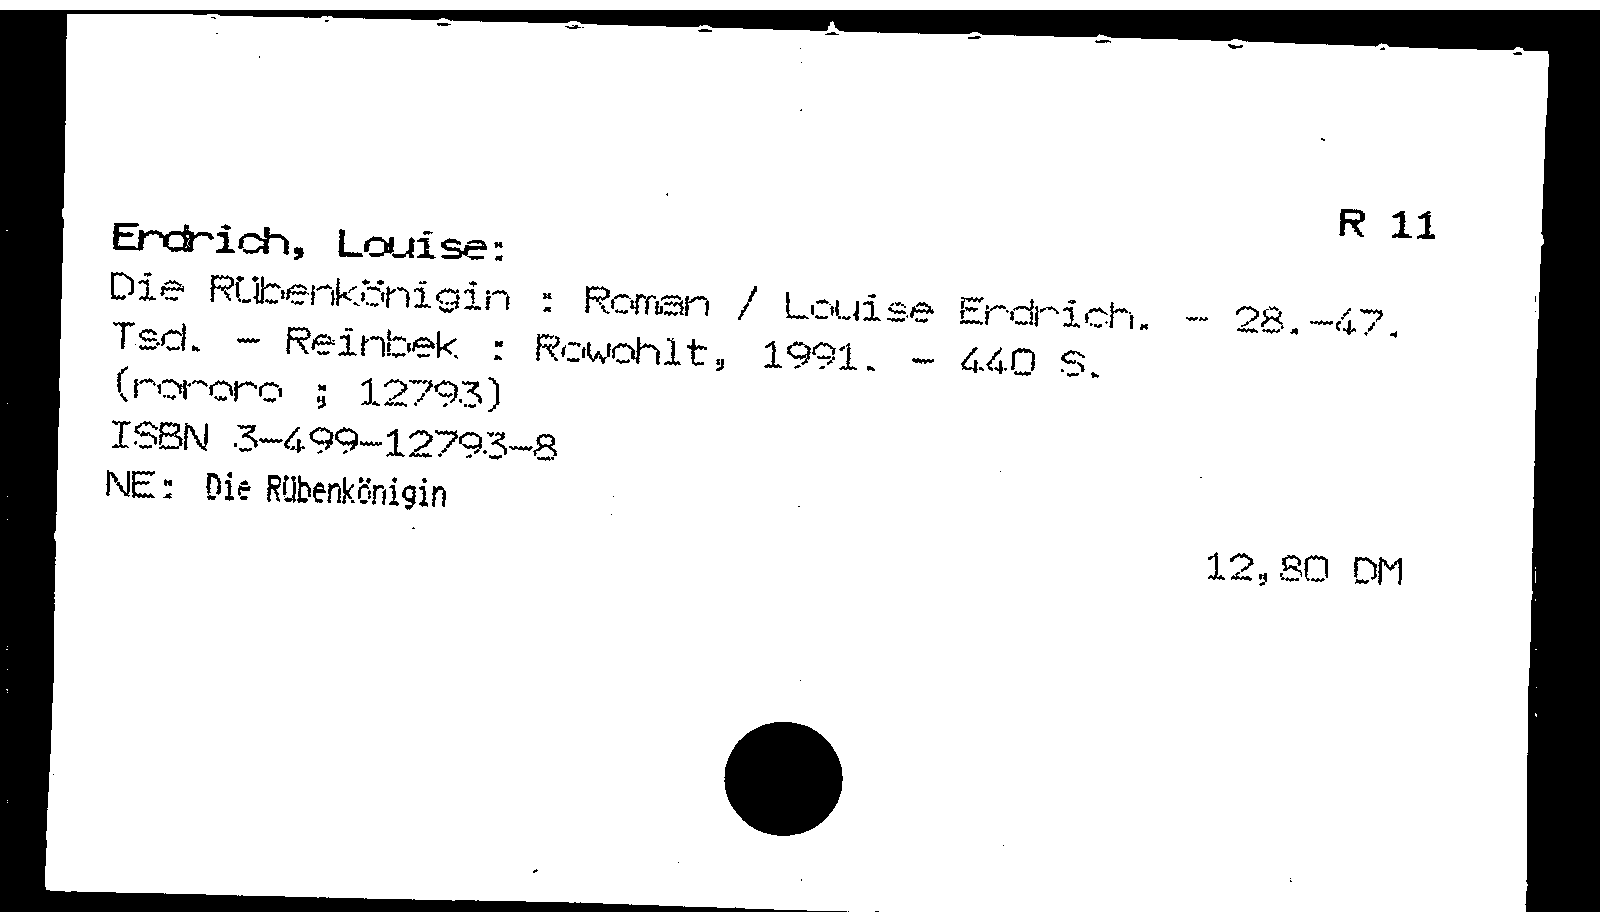 R 11
Erdrich, Louise:
Die Rübenkönigin : Roman / Louise Erdrich. - 28.-47.
Tsd. - Reinbek : Rowohlt, 1991. - 440 S.
(rororo ; 12793)
ISBN 3-499-12793-8
NE: Die Rübenkönigin
12,80 DM